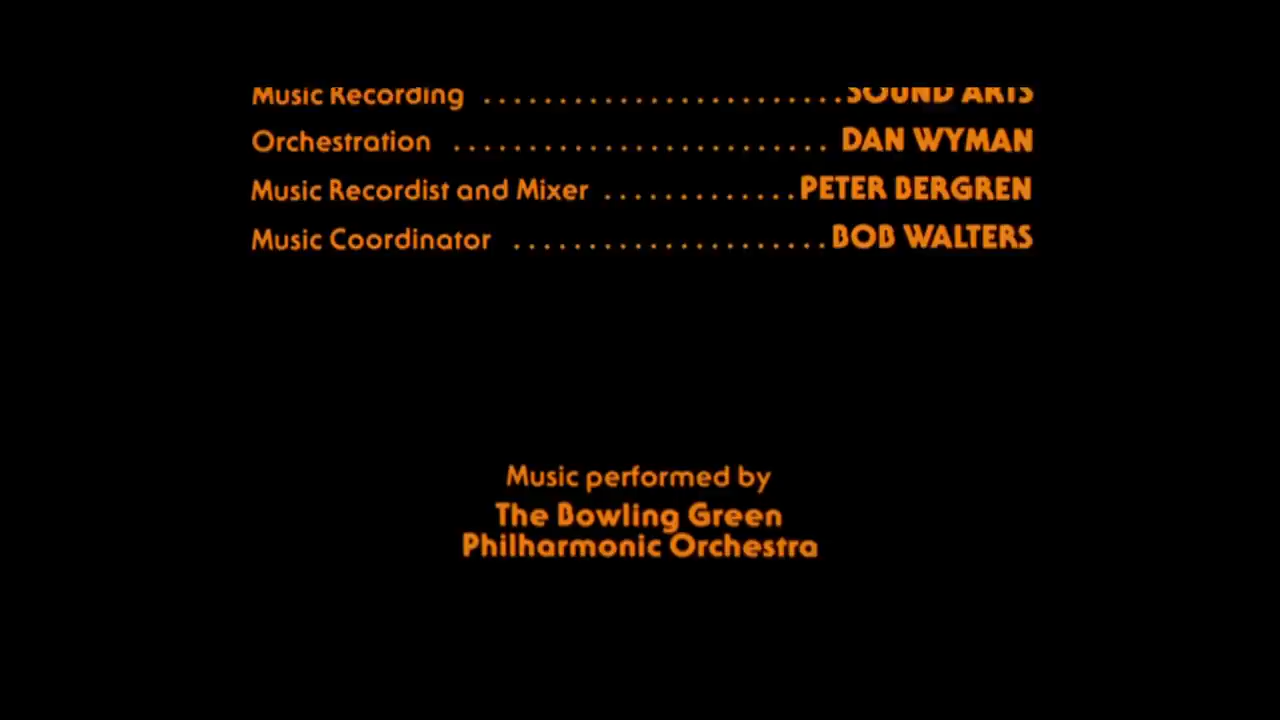 Music Recording ........................ SOUND ARTS
Orchestration ......................... DAN WYMAN
Music Recordist and Mixer ............. PETER BERGREN
Music Coordinator ..................... BOB WALTERS
Music performed by
The Bowling Green
Philharmonic Orchestra